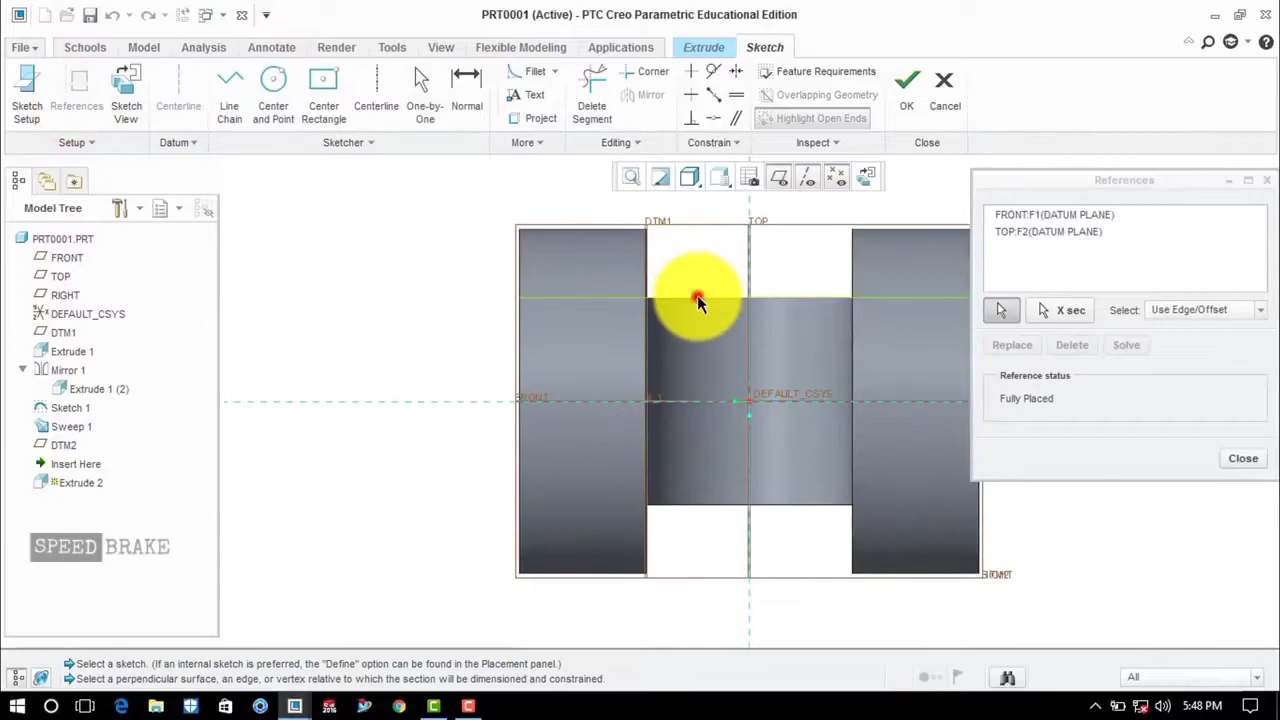 PRT0001 (Active) - PTC Creo Parametric Educational Edition
File Schools Model Analysis Annotate Render Tools View Flexible Modeling Applications Extrude Sketch
Sketch Setup
References
Sketch View
Centerline
Line Chain
Center and Point
Center Rectangle
Centerline
One-by-One
Normal
Fillet
Text
Project
Delete Segment
Corner
Mirror
Feature Requirements
Overlapping Geometry
Highlight Open Ends
OK
Cancel
Setup Datum Sketcher More Editing Constrain Inspect Close
Model Tree
PRT0001.PRT
FRONT
TOP
RIGHT
DEFAULT_CSYS
DTM1
Extrude 1
Mirror 1
Extrude 1 (2)
Sketch 1
Sweep 1
DTM2
Insert Here
Extrude 2
SPEED BRAKE
DTM1
TOP
FRONT
DEFAULT_CSYS
References
FRONT:F1(DATUM PLANE)
TOP:F2(DATUM PLANE)
X sec
Select: Use Edge/Offset
Replace
Delete
Solve
Reference status
Fully Placed
Close
Select a sketch. (If an internal sketch is preferred, the "Define" option can be found in the Placement panel.)
Select a perpendicular surface, an edge, or vertex relative to which the section will be dimensioned and constrained.
All
5:48 PM